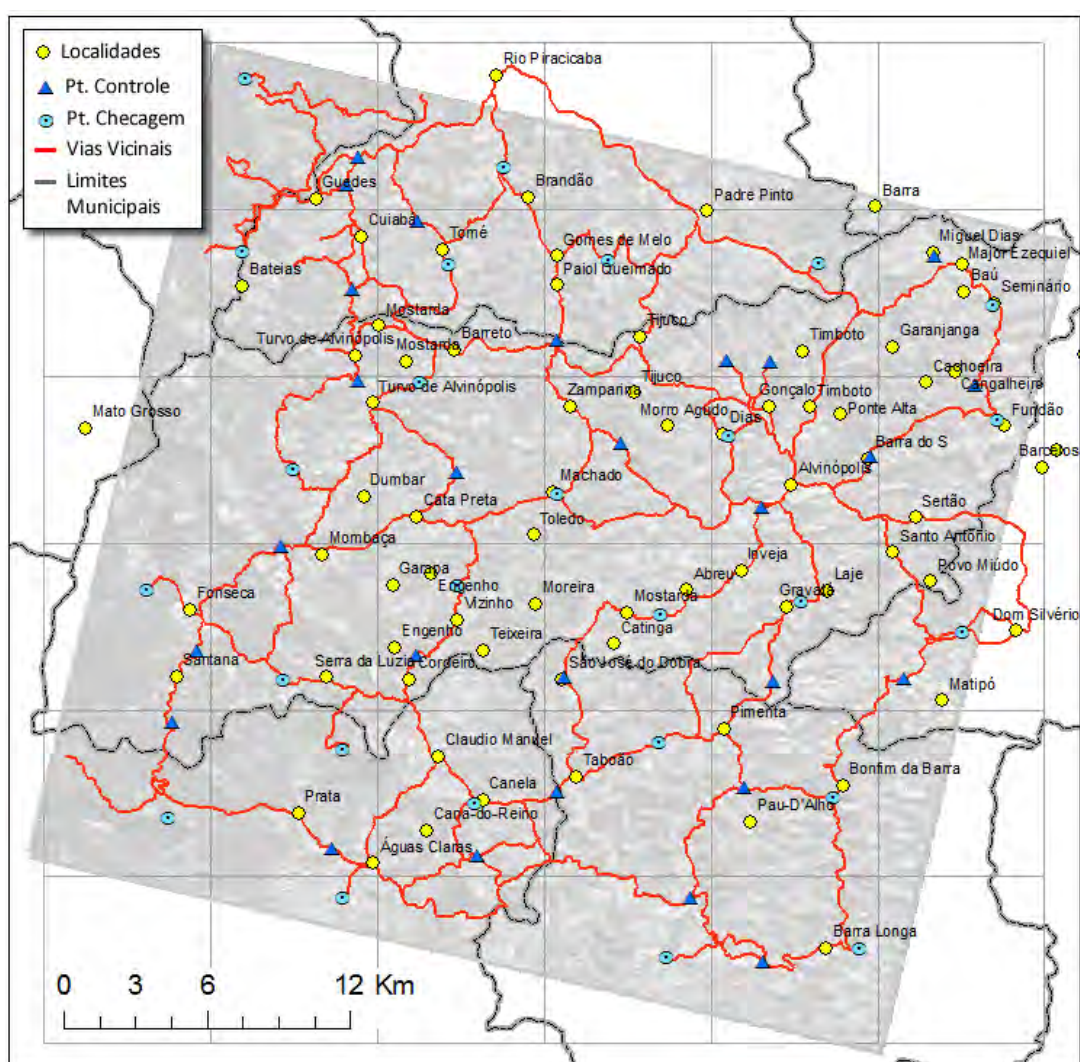 Localidades
Pt. Controle
Pt. Checagem
Vias Vicinais
Limites
Municipais
Rio Piracicaba
Guedes
Brandão
Padre Pinto
Barra
Cuiabá
Tomé
Gomes de Melo
Miguel Dias
Major Ezequiel
Bateias
Paiol Queimado
Baú
Seminário
Mostarda
Tijuco
Turvo de Alvinópolis
Mostarda
Barreto
Timboto
Garanjanga
Turvo de Alvinópolis
Zamparina
Tijuco
Gonçalo
Timboto
Cachoeira
Cangalheiro
Mato Grosso
Morro Agudo
Dias
Ponte Alta
Fundão
Barra do S
Barcelos
Dumbar
Machado
Alvinópolis
Cata Preta
Toledo
Sertão
Mombaça
Santo Antônio
Garapa
Engenho
Inveja
Abreu
Povo Miúdo
Fonseca
Vizinho
Moreira
Mostarda
Gravatá
Laje
Engenho
Teixeira
Catinga
Dom Silvério
Santana
Serra da Luzia
Cordeiro
São José do Dobra
Matipó
Pimenta
Claudio Manuel
Taboão
Bonfim da Barra
Prata
Canela
Cana-do-Reino
Pau-D'Alho
Águas Claras
Barra Longa
0 3 6 12 Km